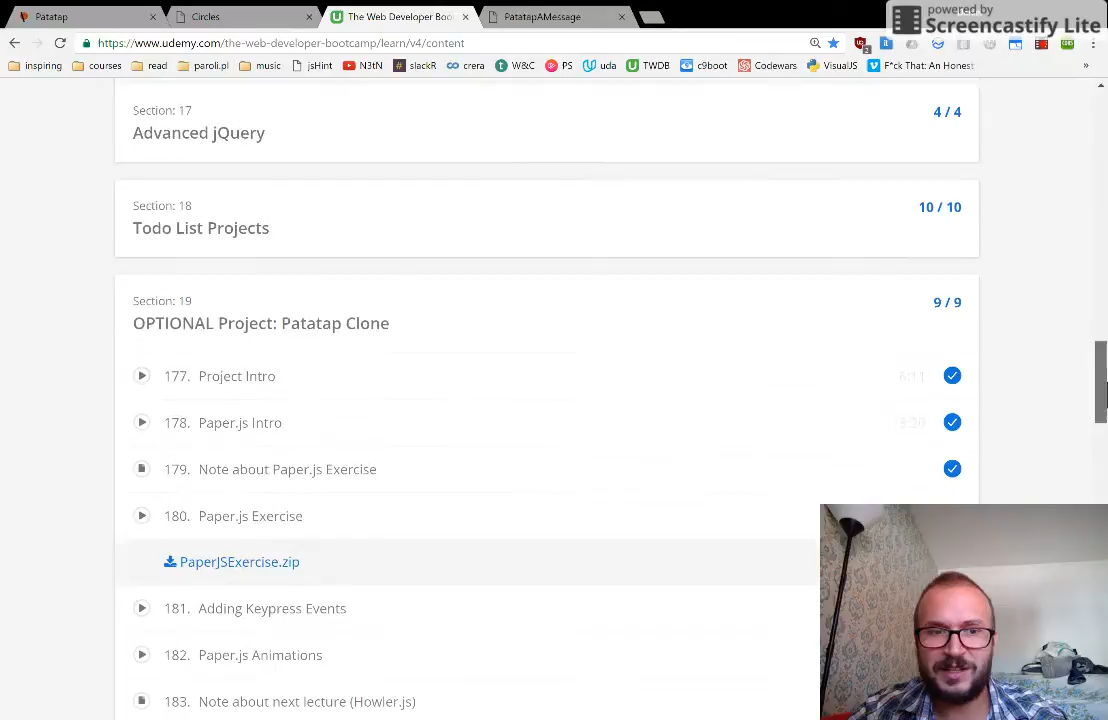 Patatap
Circles
The Web Developer Boo
PatatapAMessage
powered by
Screencastify Lite
https://www.udemy.com/the-web-developer-bootcamp/learn/v4/content
inspiring
courses
read
paroli.pl
music
jsHint
N3tN
slackR
crera
W&C
PS
uda
TWDB
c9boot
Codewars
VisualJS
F*ck That: An Honest
»
Section: 17
4 / 4
Advanced jQuery
Section: 18
10 / 10
Todo List Projects
Section: 19
9 / 9
OPTIONAL Project: Patatap Clone
177. Project Intro
6:11
178. Paper.js Intro
179. Note about Paper.js Exercise
180. Paper.js Exercise
PaperJSExercise.zip
181. Adding Keypress Events
182. Paper.js Animations
183. Note about next lecture (Howler.js)